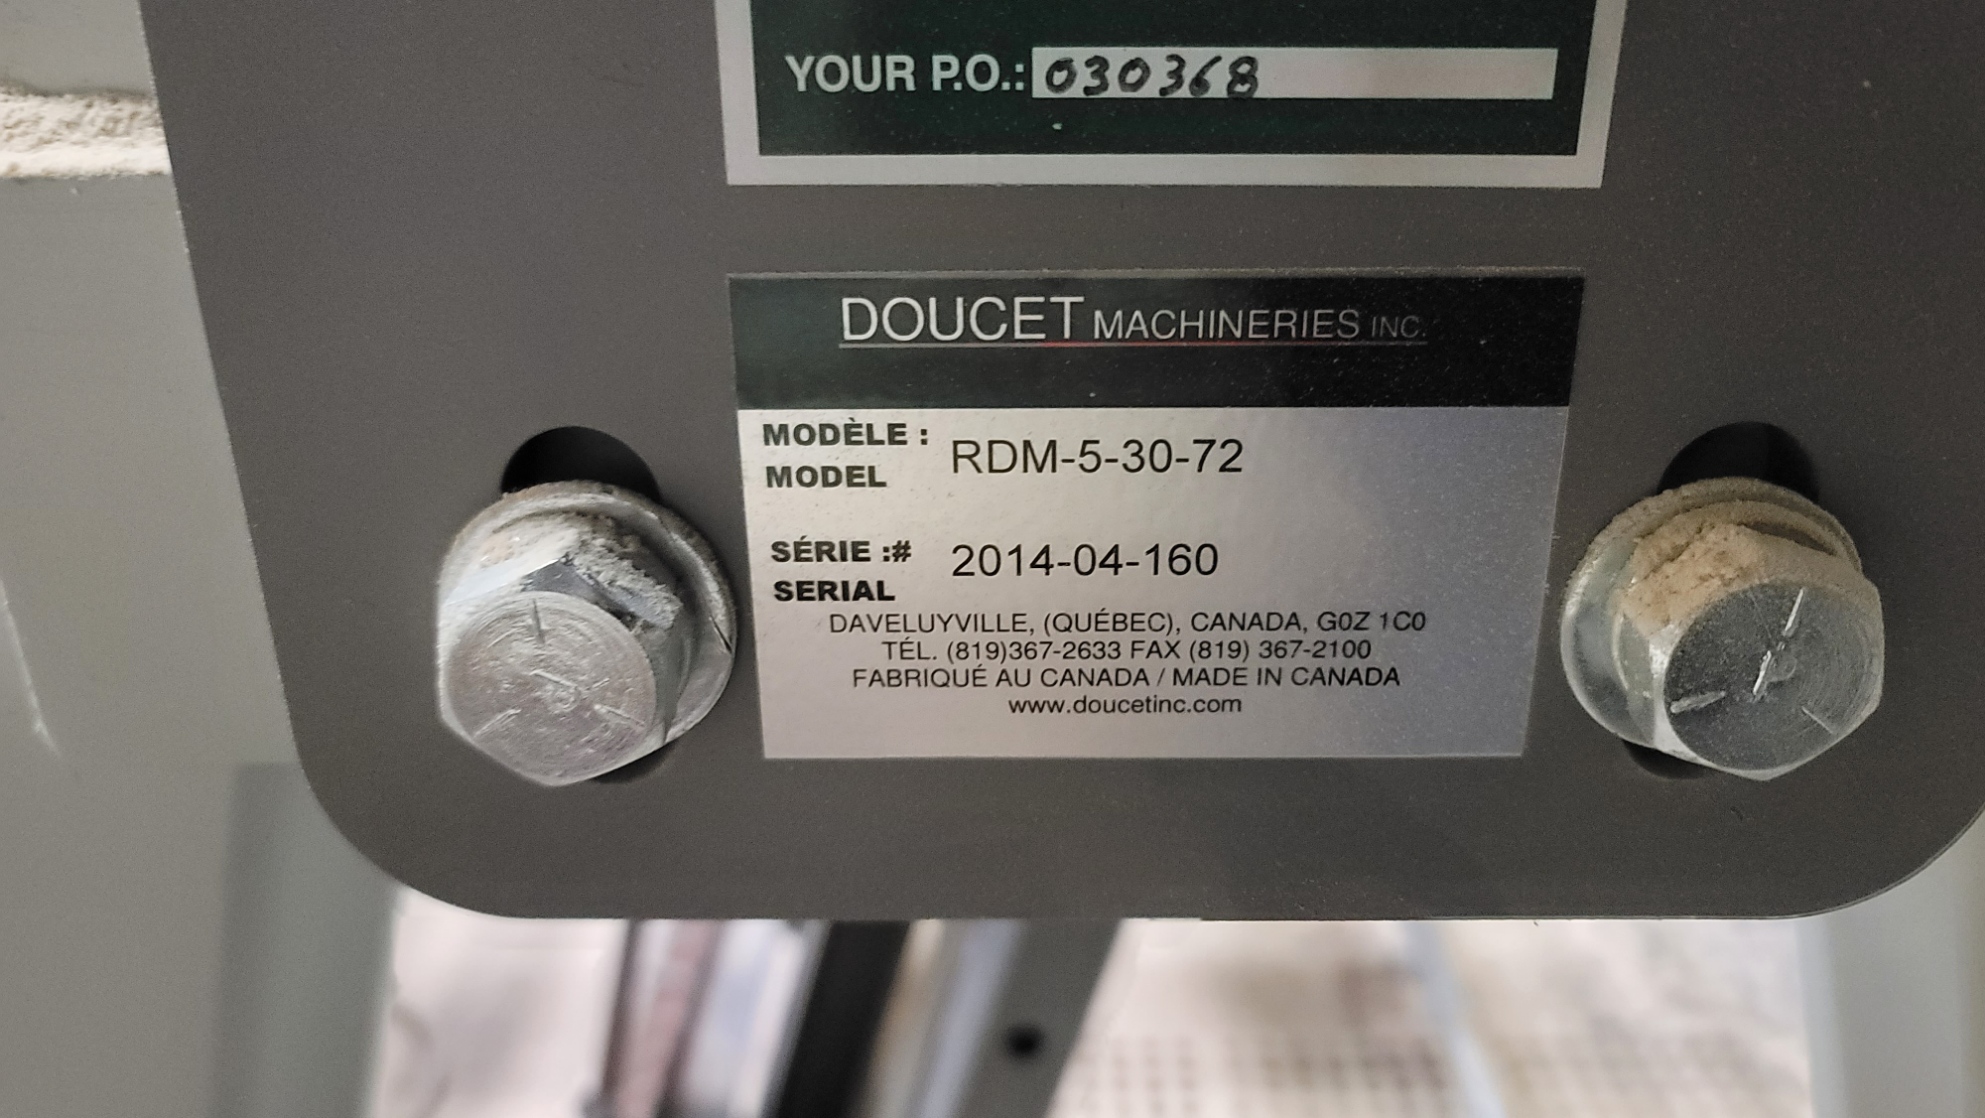 YOUR P.O.: 030368
DOUCET MACHINERIES INC.
MODÈLE :
MODEL
RDM-5-30-72
SÉRIE :#
SERIAL
2014-04-160
DAVELUYVILLE, (QUÉBEC), CANADA, G0Z 1C0
TÉL. (819)367-2633 FAX (819) 367-2100
FABRIQUÉ AU CANADA / MADE IN CANADA
www.doucetinc.com